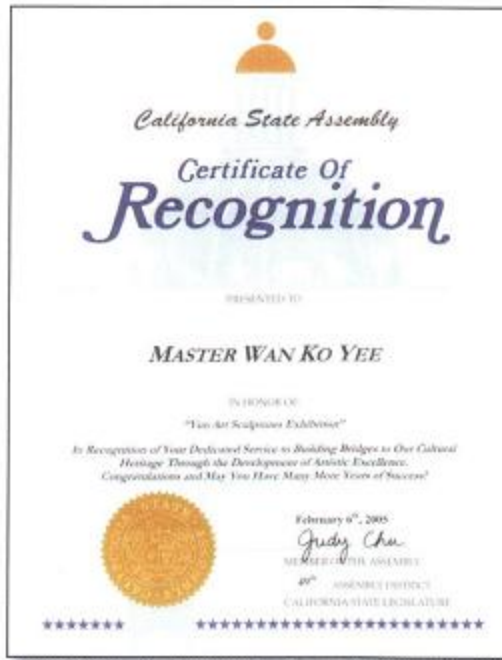 California State Assembly
Certificate Of
Recognition
PRESENTED TO
MASTER WAN KO YEE
IN HONOR OF
Art Sculptures Exhibition"
In Recognition of Your Dedicated Service to Building Bridges to Our Cultural
Heritage Through the Development of Artistic Excellence.
Congratulations and May You Have Many More Years of Success!
February 6th, 2005
Judy Chu
MEMBER OF THE ASSEMBLY
ASSEMBLY DISTRICT
CALIFORNIA STATE LEGISLATURE